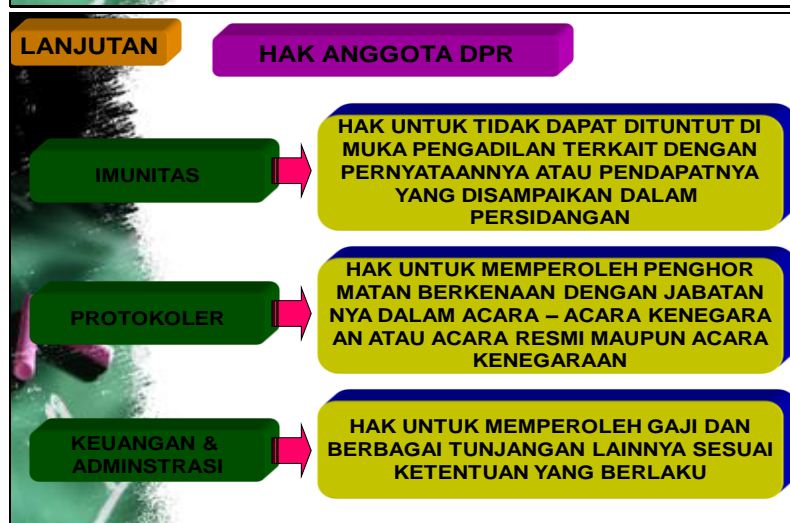 LANJUTAN
HAK ANGGOTA DPR
IMUNITAS
HAK UNTUK TIDAK DAPAT DITUNTUT DI
MUKA PENGADILAN TERKAIT DENGAN
PERNYATAANNYA ATAU PENDAPATNYA
YANG DISAMPAIKAN DALAM
PERSIDANGAN
PROTOKOLER
HAK UNTUK MEMPEROLEH PENGHOR
MATAN BERKENAAN DENGAN JABATAN
NYA DALAM ACARA – ACARA KENEGARA
AN ATAU ACARA RESMI MAUPUN ACARA
KENEGARAAN
KEUANGAN &
ADMINSTRASI
HAK UNTUK MEMPEROLEH GAJI DAN
BERBAGAI TUNJANGAN LAINNYA SESUAI
KETENTUAN YANG BERLAKU